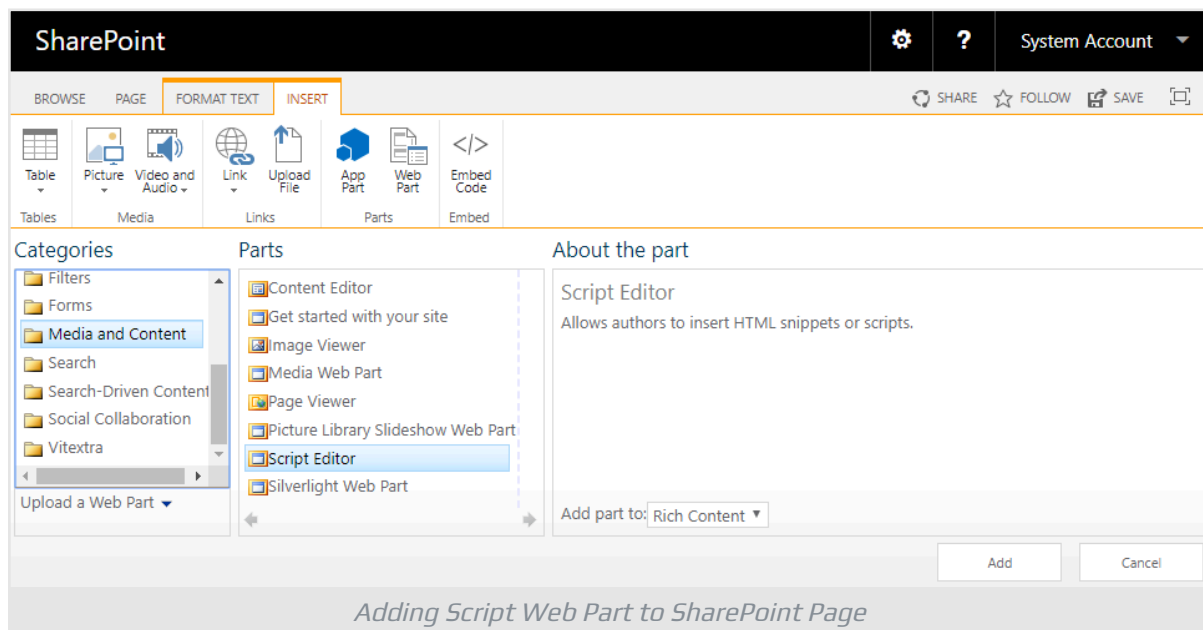 SharePoint
?
System Account
BROWSE PAGE FORMAT TEXT INSERT
SHARE FOLLOW SAVE
Table Picture Video and Audio Link Upload File App Part Web Part Embed Code
Tables Media Links Parts Embed
Categories
Filters
Forms
Media and Content
Search
Search-Driven Content
Social Collaboration
Vitextra
Upload a Web Part
Parts
Content Editor
Get started with your site
Image Viewer
Media Web Part
Page Viewer
Picture Library Slideshow Web Part
Script Editor
Silverlight Web Part
About the part
Script Editor
Allows authors to insert HTML snippets or scripts.
Add part to: Rich Content
Add Cancel
Adding Script Web Part to SharePoint Page